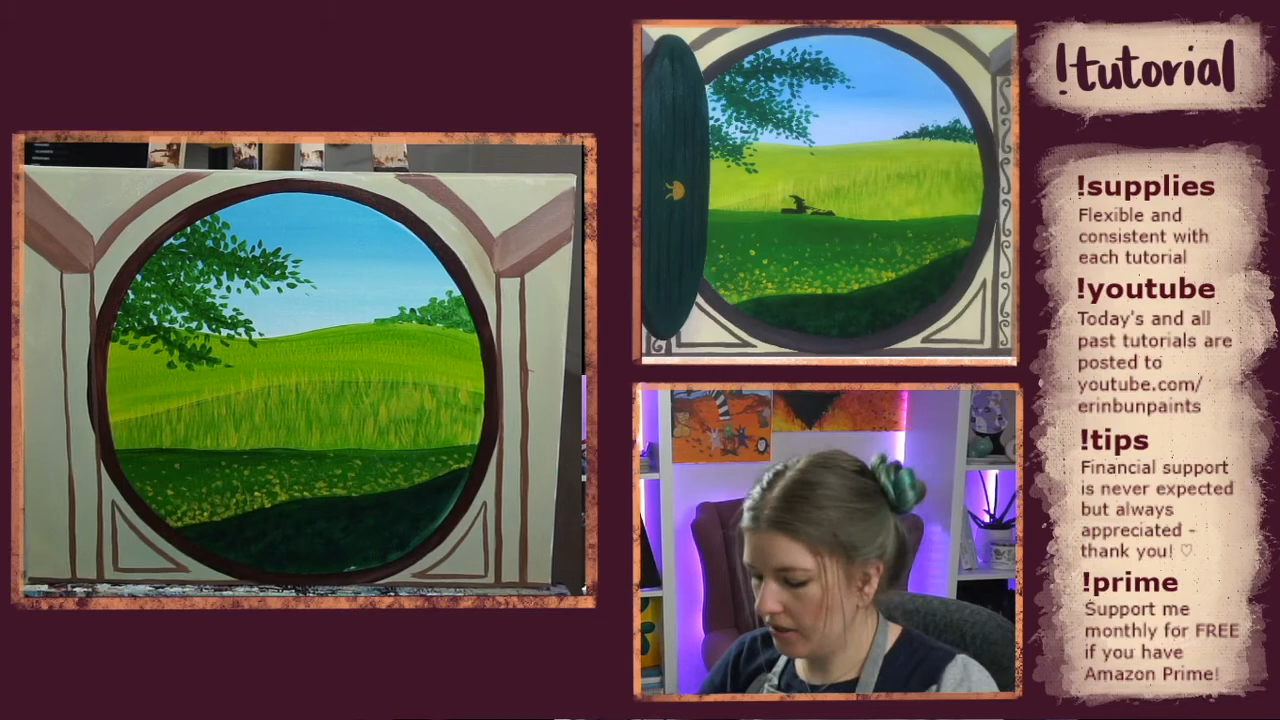 !tutorial
!supplies
Flexible and
consistent with
each tutorial
!youtube
Today's and all
past tutorials are
posted to
youtube.com/
erinbunpaints
!tips
Financial support
is never expected
but always
appreciated -
thank you! ♡
!prime
Support me
monthly for FREE
if you have
Amazon Prime!